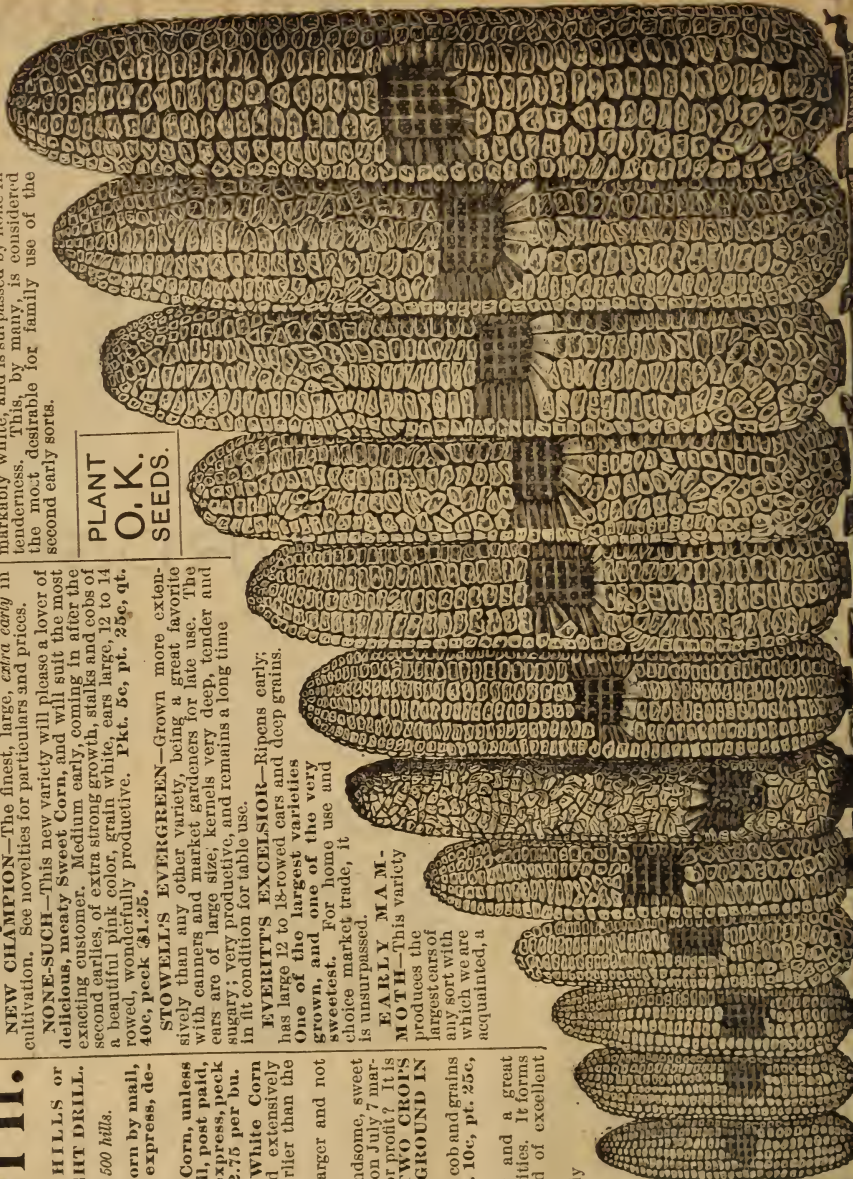 HILLS or
HT DRILL.
500 hills.
orn by mail,
express, de-
Corn, unless
il, post paid,
xpress, peck
2.75 per bu.
White Corn
d extensively
rlier than the
arger and not
ndsome, sweet
on July 7 mar-
or profit? It is
TWO CROPS
GROUND IN
cob and grains
10c, pt. 25c,
and a great
ities. It forms
d of excellent
ny
NEW CHAMPION—The finest, large, extra early in
cultivation. See novelties for particulars and prices.
NONE-SUCH—This new variety will please a lover of
delicious, meaty Sweet Corn, and will suit the most
exacting customer. Medium early, coming in after the
second earlies, of extra strong growth, stalks and cobs of
a beautiful pink color, grain white, ears large, 12 to 14
rowed, wonderfully productive. Pkt. 5c, pt. 25c, qt.
40c, peck $1.25.
STOWELL'S EVERGREEN—Grown more exten-
sively than any other variety, being a great favorite
with canners and market gardeners for late use. The
ears are of large size; kernels very deep, tender and
sugary; very productive, and remains a long time
in fit condition for table use.
EVERITT'S EXCELSIOR—Ripens early;
has large 12 to 18-rowed ears and deep grains.
One of the largest varieties
grown, and one of the very
sweetest. For home use and
choice market trade, it
is unsurpassed.
EARLY MAM-
MOTH—This variety
produces the
largest ears of
any sort with
which we are
acquainted, a
markably white, and is surpassed by none in
tenderness. This, by many, is considered
the most desirable for family use of the
second early sorts.
PLANT
O. K.
SEEDS.